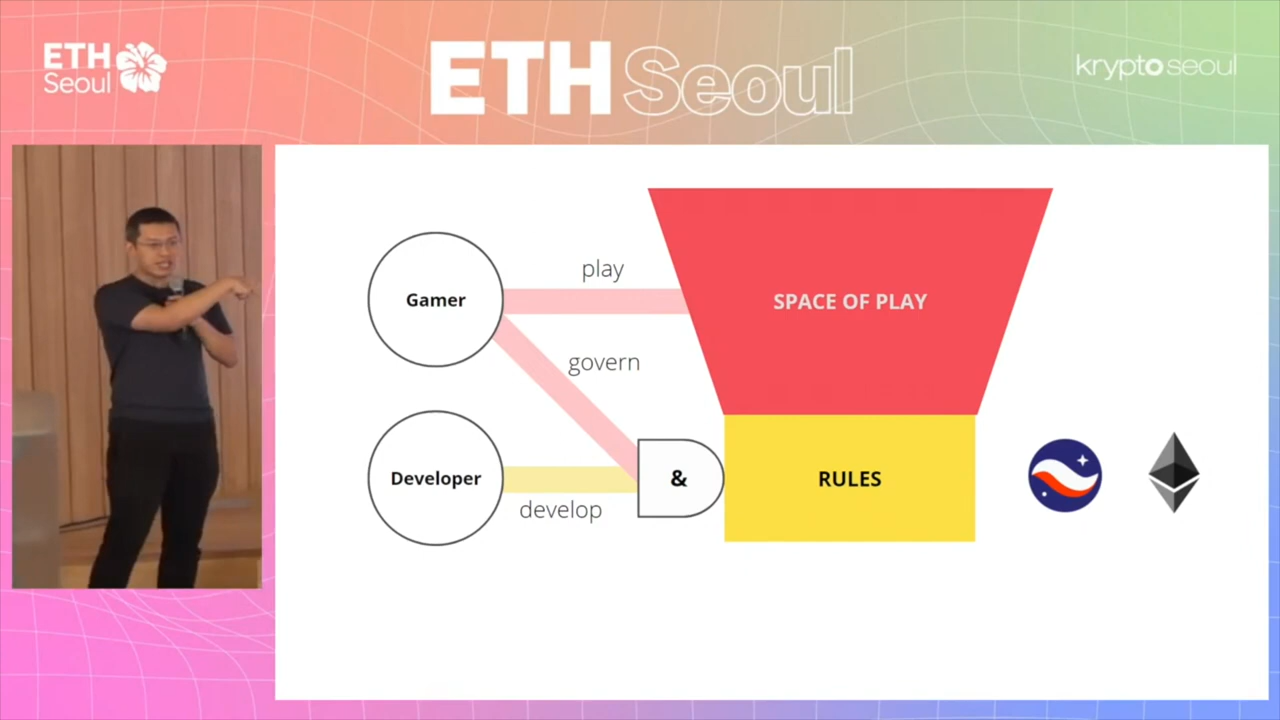 ETH
Seoul
ETH Seoul
krypto seoul
play
Gamer
SPACE OF PLAY
govern
Developer
&
RULES
develop